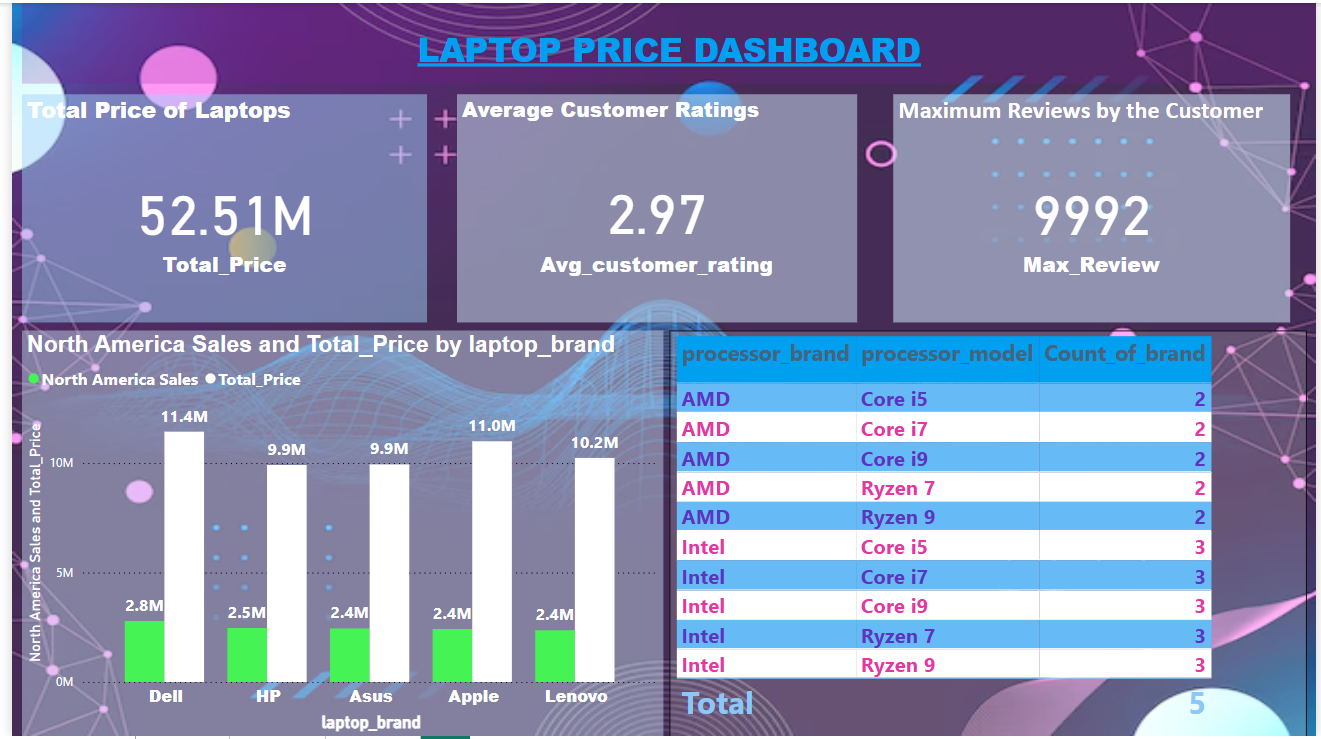 LAPTOP PRICE DASHBOARD
Total Price of Laptops
52.51M
Total_Price
Average Customer Ratings
2.97
Avg_customer_rating
Maximum Reviews by the Customer
9992
Max_Review
North America Sales and Total_Price by laptop_brand
North America Sales Total_Price
North America Sales and Total_Price
10M
5M
0M
11.4M
9.9M
9.9M
11.0M
10.2M
2.8M
2.5M
2.4M
2.4M
2.4M
Dell HP Asus Apple Lenovo
laptop_brand
processor_brand processor_model Count_of_brand
AMD Core i5 2
AMD Core i7 2
AMD Core i9 2
AMD Ryzen 7 2
AMD Ryzen 9 2
Intel Core i5 3
Intel Core i7 3
Intel Core i9 3
Intel Ryzen 7 3
Intel Ryzen 9 3
Total 5